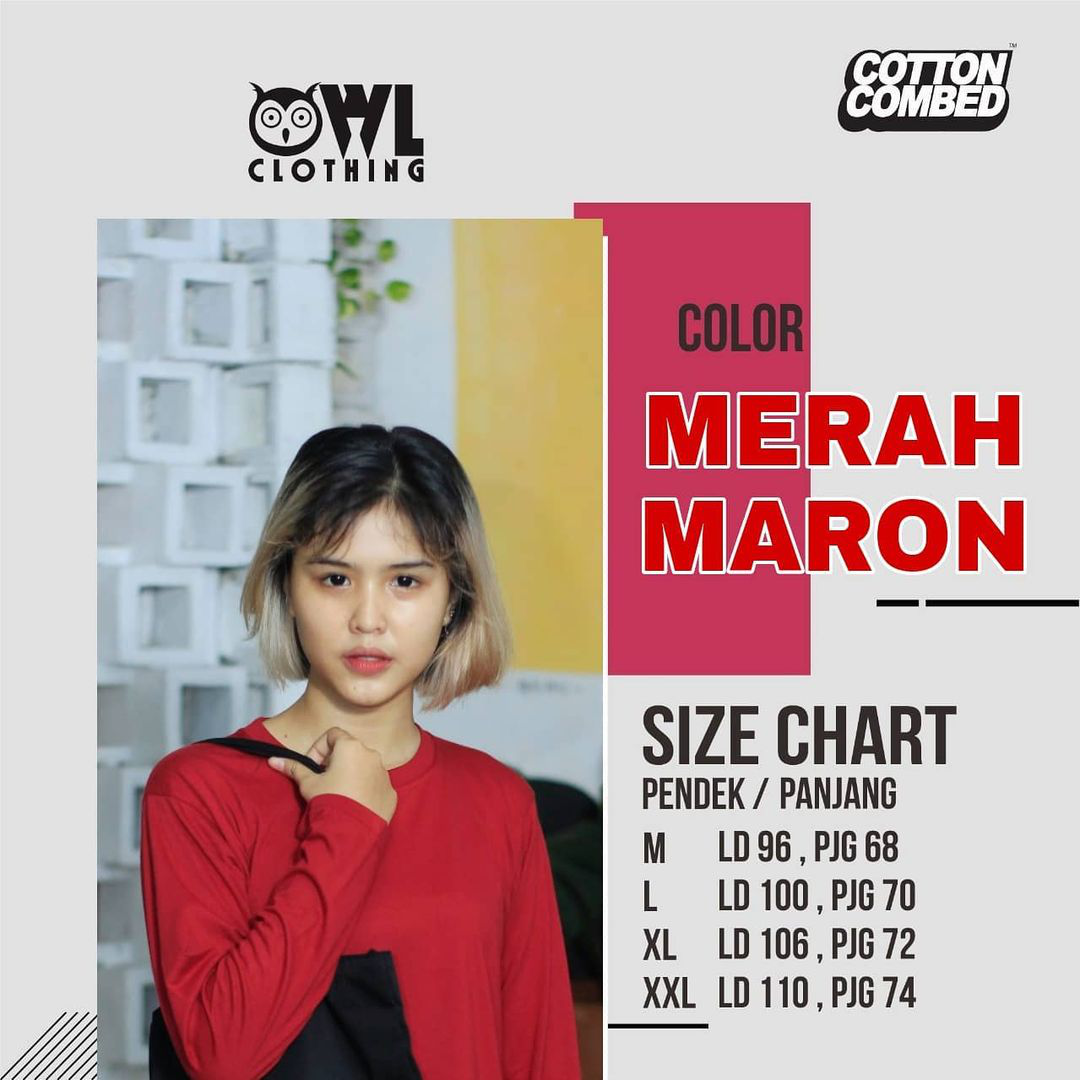 OWL
CLOTHING
COTTON
COMBED
TM
COLOR
MERAH
MARON
SIZE CHART
PENDEK / PANJANG
M LD 96 , PJG 68
L LD 100 , PJG 70
XL LD 106 , PJG 72
XXL LD 110 , PJG 74